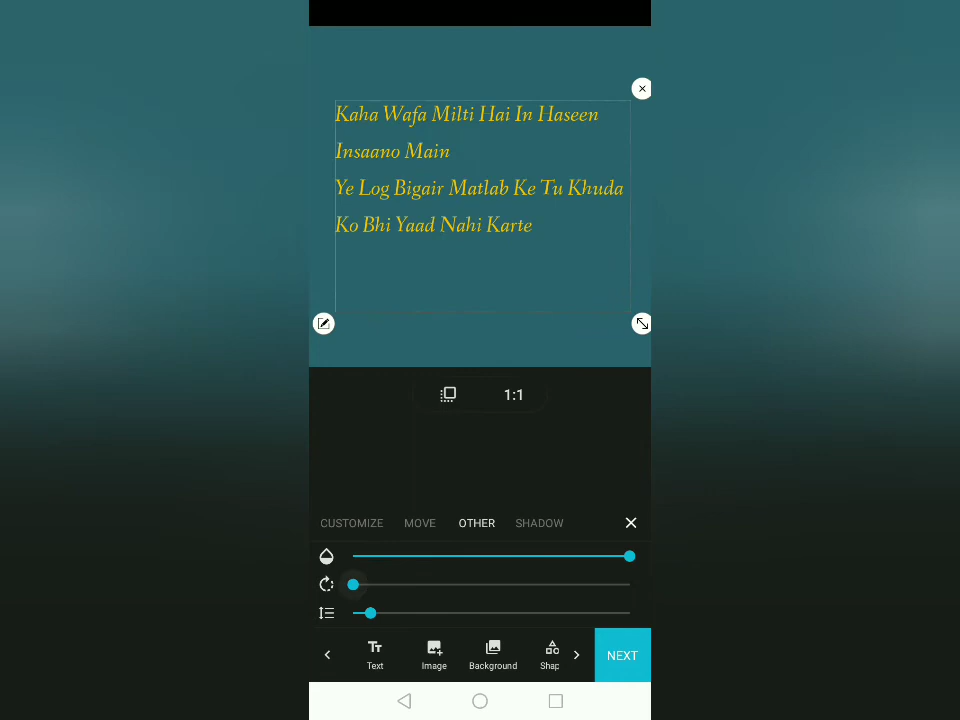 Kaha Wafa Milti Hai In Haseen
Insaano Main
Ye Log Bigair Matlab Ke Tu Khuda
Ko Bhi Yaad Nahi Karte
1:1
CUSTOMIZE MOVE OTHER SHADOW
Text Image Background Shap
NEXT